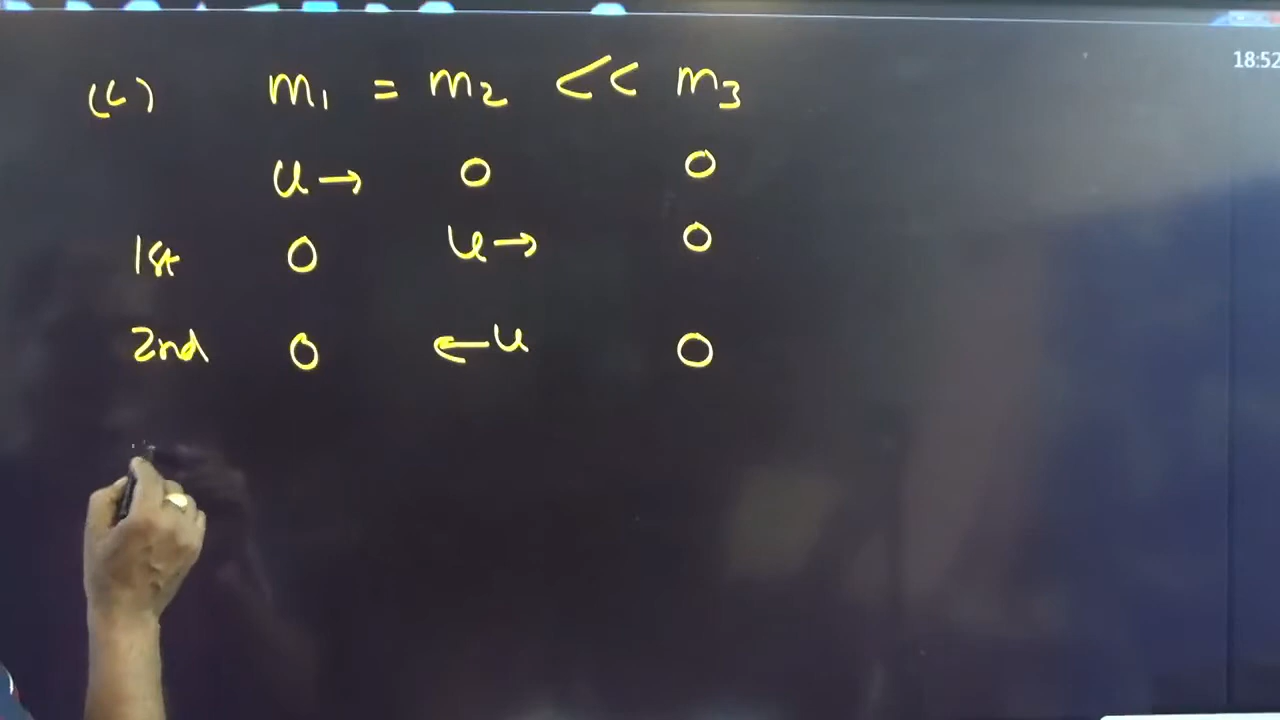 18:52
(c) m₁ = m₂ << m₃
u→ 0 0
1st 0 u→ 0
2nd 0 ←u 0